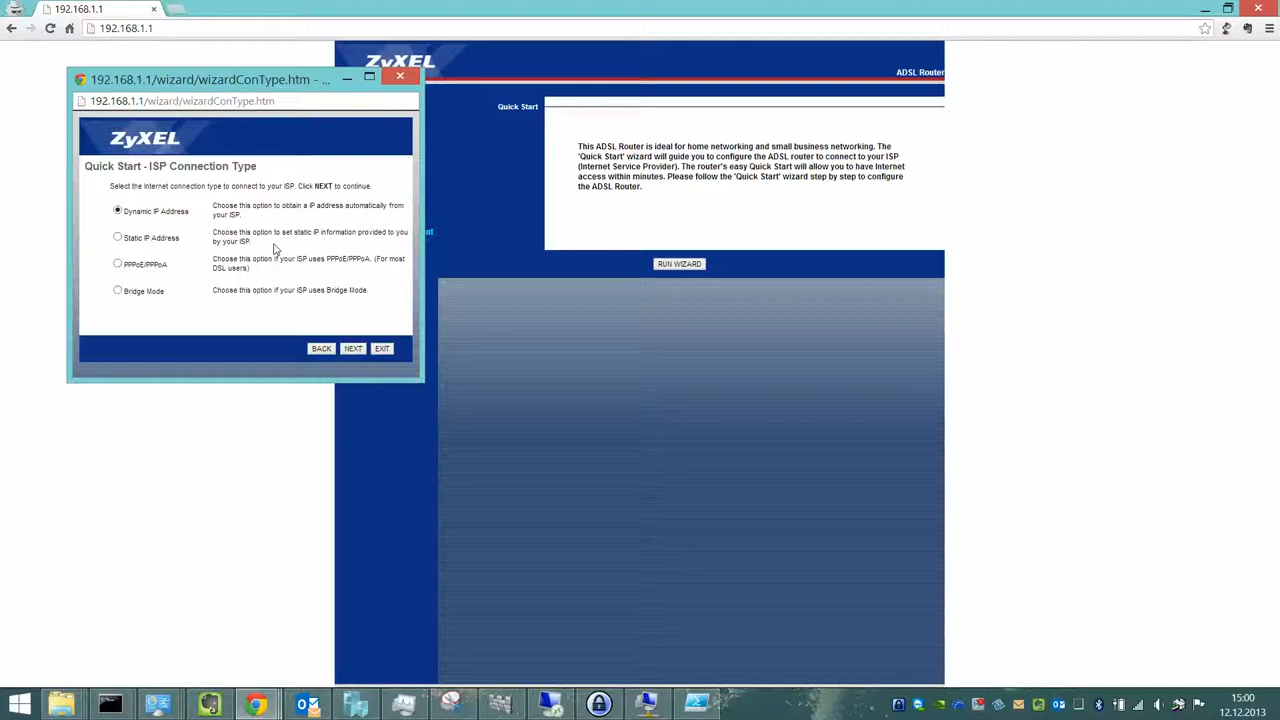 192.168.1.1
192.168.1.1
ZyXEL
ADSL Router
192.168.1.1/wizard/wizardConType.htm - ...
192.168.1.1/wizard/wizardConType.htm
ZyXEL
Quick Start - ISP Connection Type
Select the Internet connection type to connect to your ISP. Click NEXT to continue.
Dynamic IP Address
Choose this option to obtain a IP address automatically from
your ISP.
Static IP Address
Choose this option to set static IP information provided to you
by your ISP.
PPPoE/PPPoA
Choose this option if your ISP uses PPPoE/PPPoA. (For most
DSL users)
Bridge Mode
Choose this option if your ISP uses Bridge Mode.
BACK
NEXT
EXIT
Quick Start
This ADSL Router is ideal for home networking and small business networking. The
'Quick Start' wizard will guide you to configure the ADSL router to connect to your ISP
(Internet Service Provider). The router's easy Quick Start will allow you to have Internet
access within minutes. Please follow the 'Quick Start' wizard step by step to configure
the ADSL Router.
nt
RUN WIZARD
15:00
12.12.2013